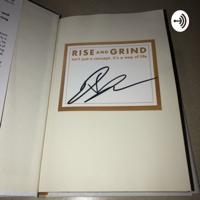 RISE AND GRIND
isn't just a concept, it's a way of life